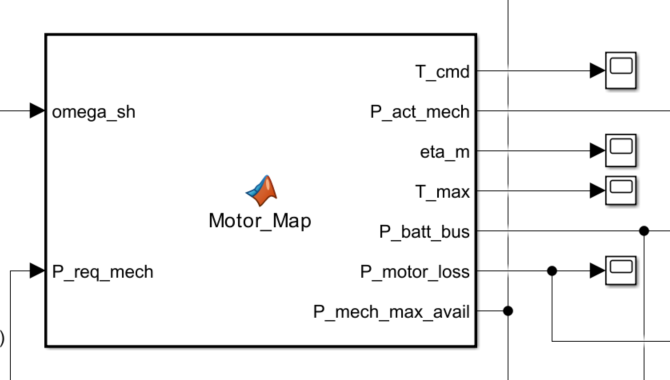 T_cmd
omega_sh
P_act_mech
eta_m
T_max
Motor_Map
P_batt_bus
P_req_mech
P_motor_loss
P_mech_max_avail
)